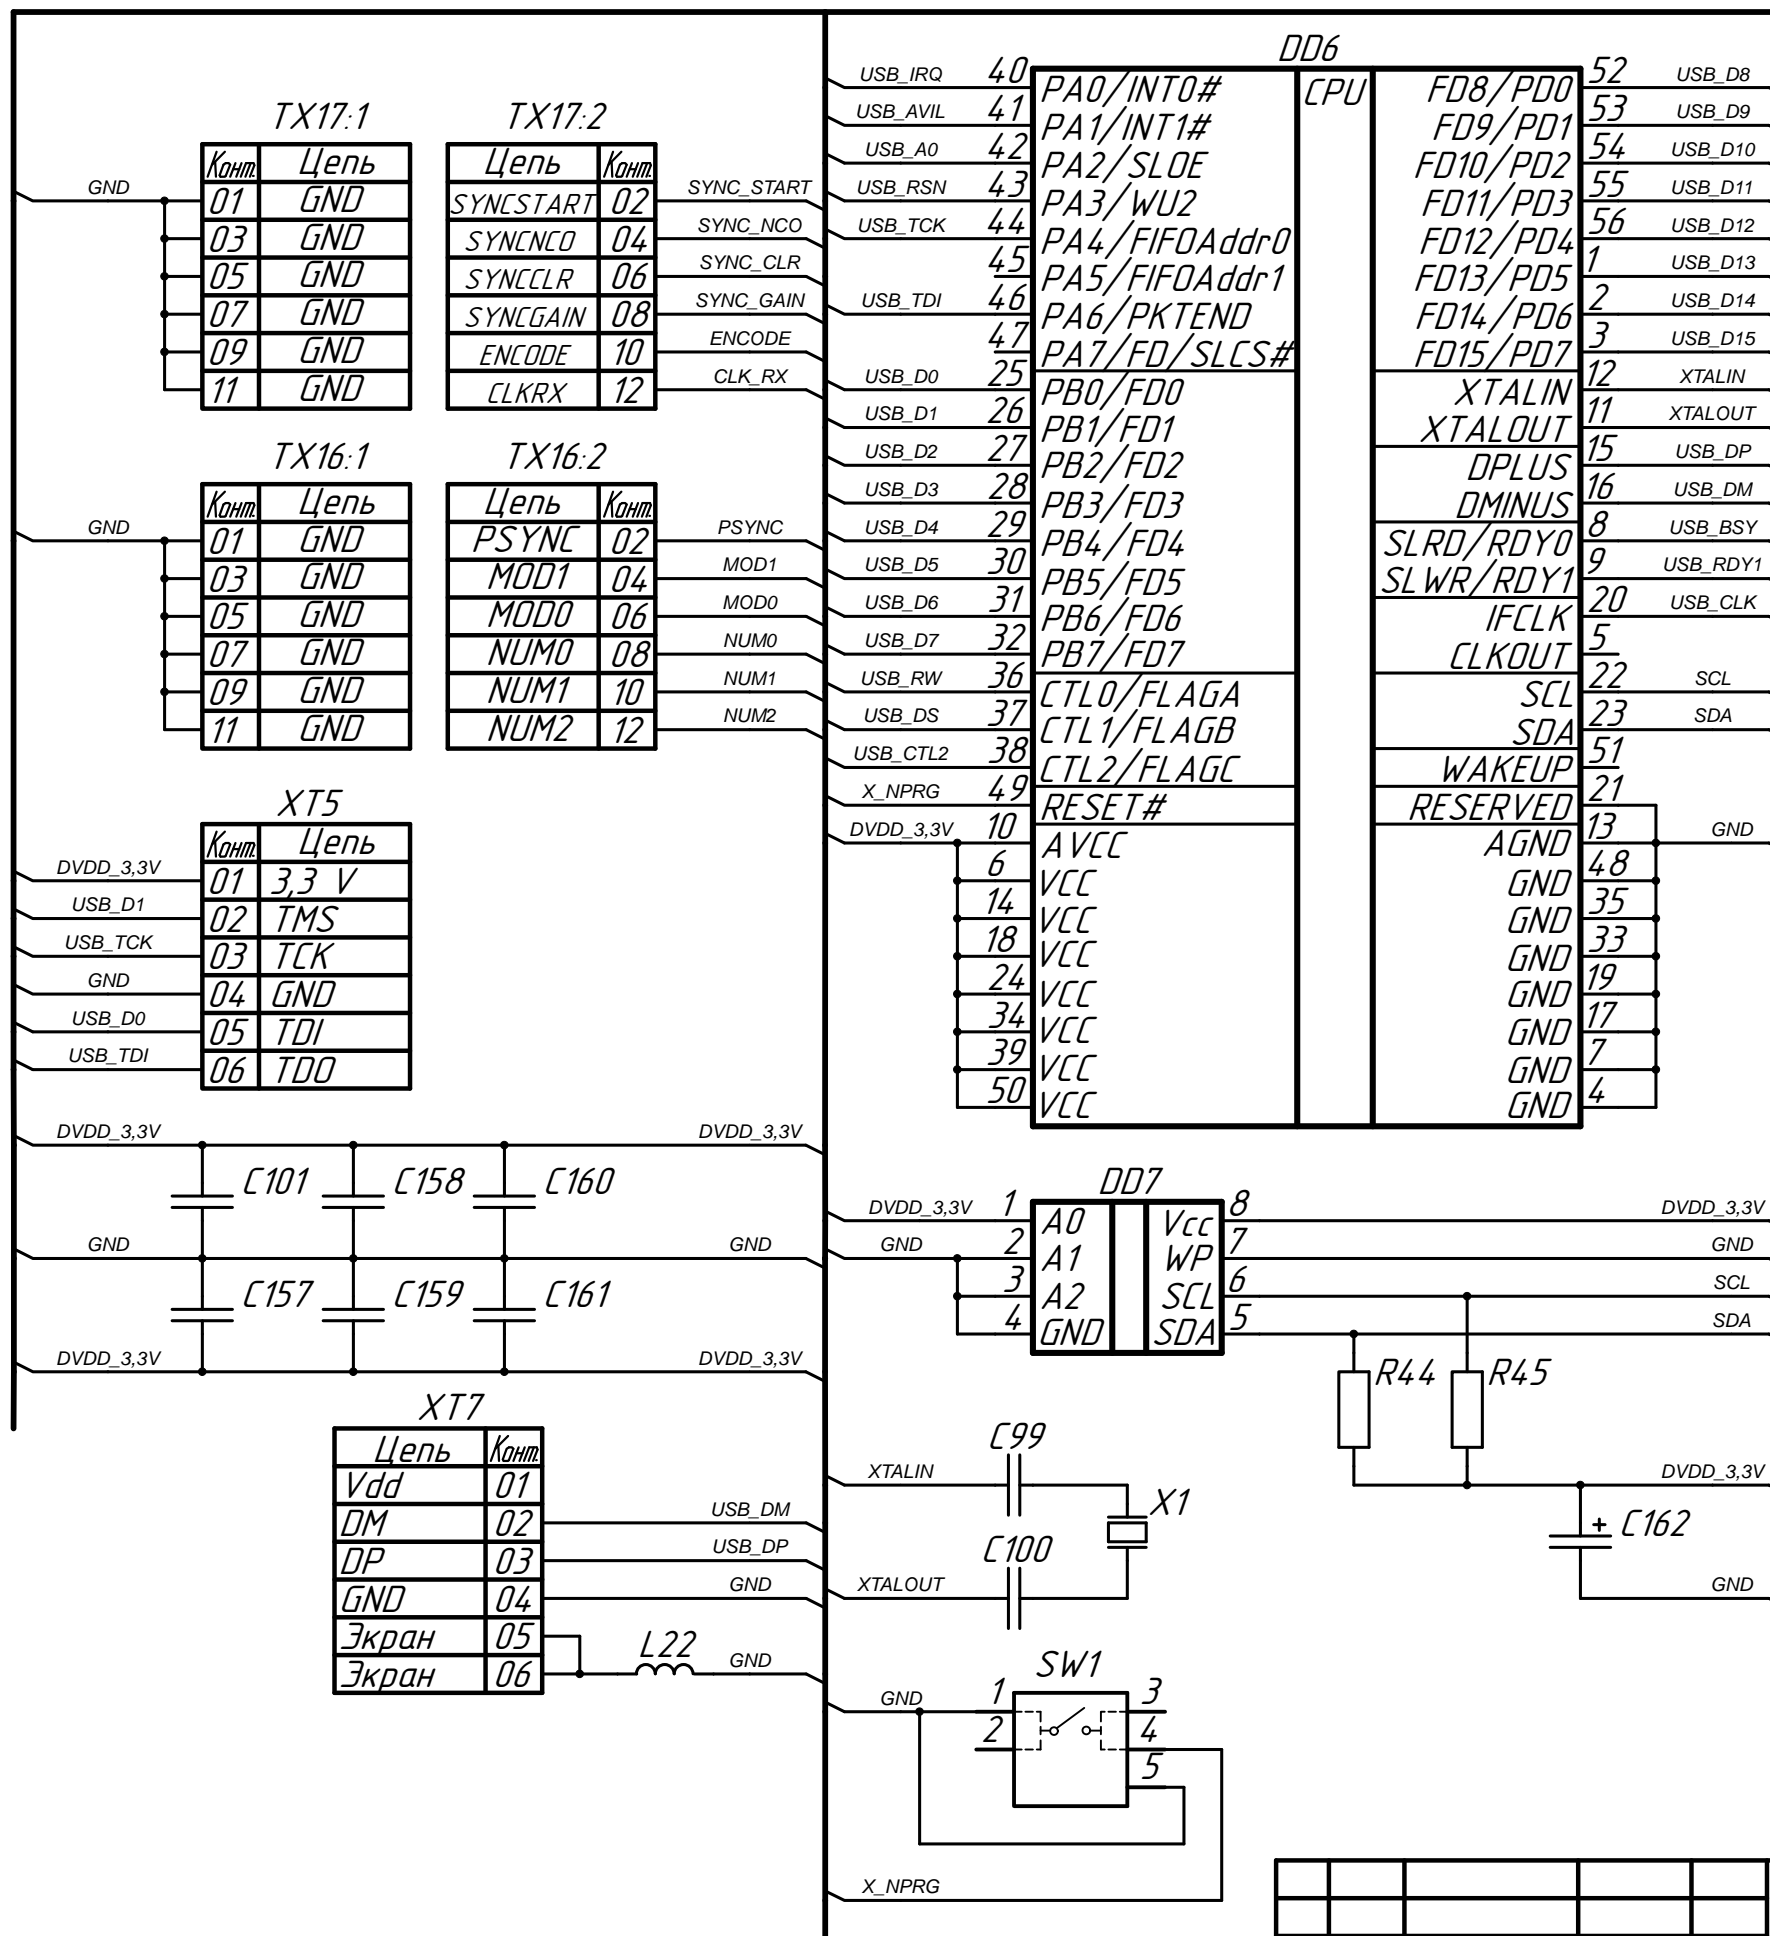 TX17:1
Конт. Цепь
GND
01 GND
03 GND
05 GND
07 GND
09 GND
11 GND
TX17:2
Цепь Конт.
SYNCSTART 02 SYNC_START
SYNCNCO 04 SYNC_NCO
SYNCCLR 06 SYNC_CLR
SYNCGAIN 08 SYNC_GAIN
ENCODE 10 ENCODE
CLKRX 12 CLK_RX
TX16:1
Конт. Цепь
GND
01 GND
03 GND
05 GND
07 GND
09 GND
11 GND
TX16:2
Цепь Конт.
PSYNC 02 PSYNC
MOD1 04 MOD1
MOD0 06 MOD0
NUM0 08 NUM0
NUM1 10 NUM1
NUM2 12 NUM2
XT5
Конт. Цепь
DVDD_3,3V 01 3,3 V
USB_D1 02 TMS
USB_TCK 03 TCK
GND 04 GND
USB_D0 05 TDI
USB_TDI 06 TDO
DVDD_3,3V DVDD_3,3V
C101 C158 C160
GND GND
C157 C159 C161
DVDD_3,3V DVDD_3,3V
XT7
Цепь Конт.
Vdd 01
DM 02 USB_DM
DP 03 USB_DP
GND 04 GND
Экран 05
Экран 06 L22 GND
DD6
CPU
USB_IRQ 40 PA0/INT0# FD8/PD0 52 USB_D8
USB_AVIL 41 PA1/INT1# FD9/PD1 53 USB_D9
USB_A0 42 PA2/SLOE FD10/PD2 54 USB_D10
USB_RSN 43 PA3/WU2 FD11/PD3 55 USB_D11
USB_TCK 44 PA4/FIFOAddr0 FD12/PD4 56 USB_D12
45 PA5/FIFOAddr1 FD13/PD5 1 USB_D13
USB_TDI 46 PA6/PKTEND FD14/PD6 2 USB_D14
47 PA7/FD/SLCS# FD15/PD7 3 USB_D15
USB_D0 25 PB0/FD0 XTALIN 12 XTALIN
USB_D1 26 PB1/FD1 XTALOUT 11 XTALOUT
USB_D2 27 PB2/FD2 DPLUS 15 USB_DP
USB_D3 28 PB3/FD3 DMINUS 16 USB_DM
USB_D4 29 PB4/FD4 SLRD/RDY0 8 USB_BSY
USB_D5 30 PB5/FD5 SLWR/RDY1 9 USB_RDY1
USB_D6 31 PB6/FD6 IFCLK 20 USB_CLK
USB_D7 32 PB7/FD7 CLKOUT 5
USB_RW 36 CTL0/FLAGA SCL 22 SCL
USB_DS 37 CTL1/FLAGB SDA 23 SDA
USB_CTL2 38 CTL2/FLAGC WAKEUP 51
X_NPRG 49 RESET# RESERVED 21
DVDD_3,3V 10 AVCC AGND 13 GND
6 VCC GND 48
14 VCC GND 35
18 VCC GND 33
24 VCC GND 19
34 VCC GND 17
39 VCC GND 7
50 VCC GND 4
DD7
DVDD_3,3V 1 A0 Vcc 8 DVDD_3,3V
GND 2 A1 WP 7 GND
3 A2 SCL 6 SCL
4 GND SDA 5 SDA
R44 R45
C99
XTALIN DVDD_3,3V
X1
+ C162
C100
XTALOUT GND
SW1
GND 1 3
2 4
5
X_NPRG